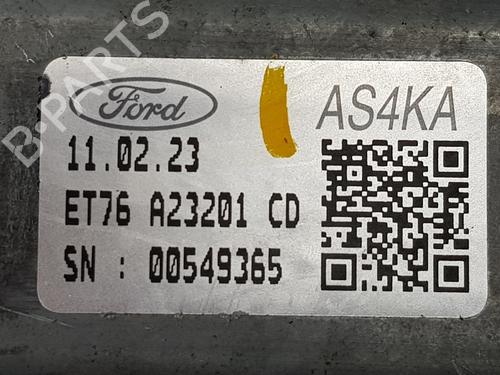 B-PARTS
Ford
AS4KA
11.02.23
ET76 A23201 CD
SN : 00549365